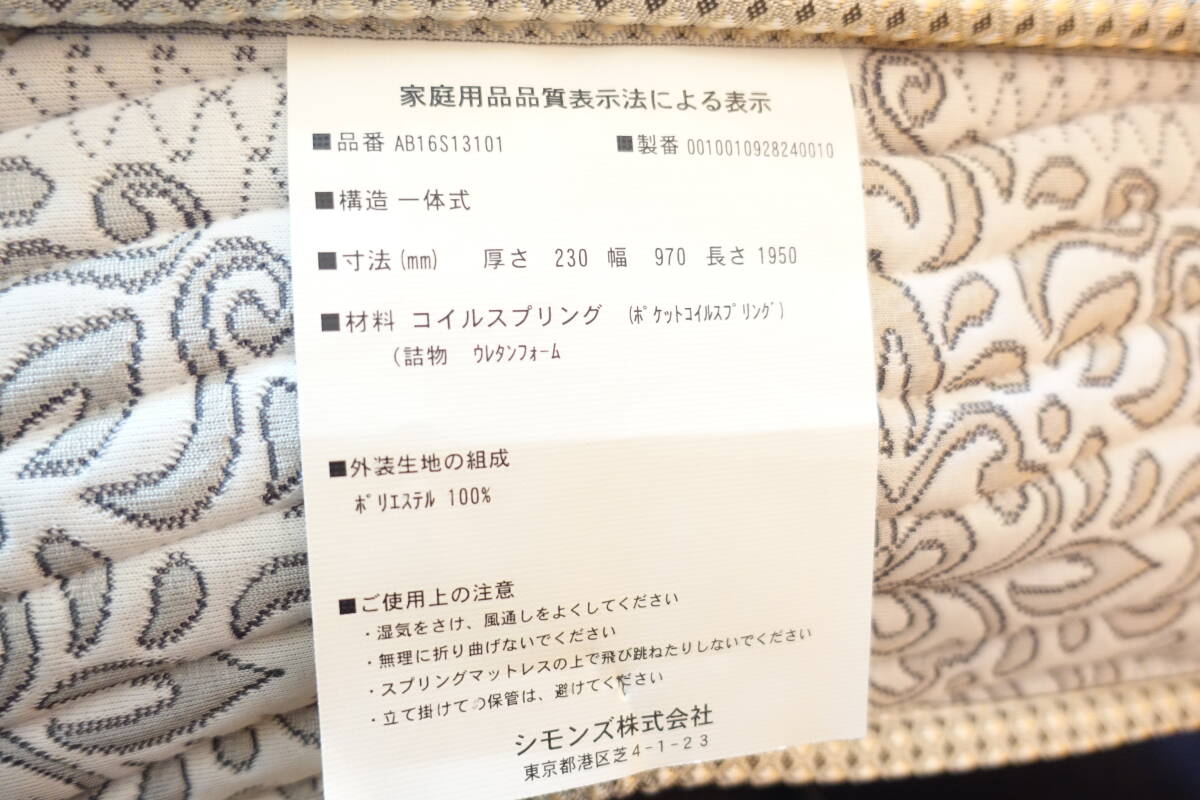 家庭用品品質表示法による表示
■品番 AB16S13101 ■製番 0010010928240010
■構造 一体式
■寸法(mm) 厚さ 230 幅 970 長さ 1950
■材料 コイルスプリング (ﾎﾟｹｯﾄｺｲﾙｽﾌﾟﾘﾝｸﾞ)
(詰物 ｳﾚﾀﾝﾌｫｰﾑ
■外装生地の組成
ﾎﾟﾘｴｽﾃﾙ 100%
■ご使用上の注意
・湿気をさけ、風通しをよくしてください
・無理に折り曲げないでください
・スプリングマットレスの上で飛び跳ねたりしないでください
・立て掛けての保管は、避けてください
シモンズ株式会社
東京都港区芝4-1-23